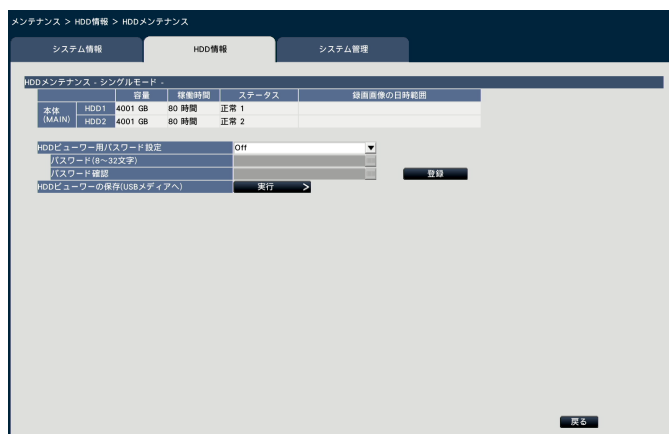 メンテナンス > HDD情報 > HDDメンテナンス
システム情報 HDD情報 システム管理
HDDメンテナンス - シングルモード -
容量 稼働時間 ステータス 録画画像の日時範囲
本体(MAIN) HDD1 4001 GB 80 時間 正常 1
HDD2 4001 GB 80 時間 正常 2
HDDビューワー用パスワード設定 Off
パスワード(8～32文字)
パスワード確認 登録
HDDビューワーの保存(USBメディアへ) 実行 >
戻る